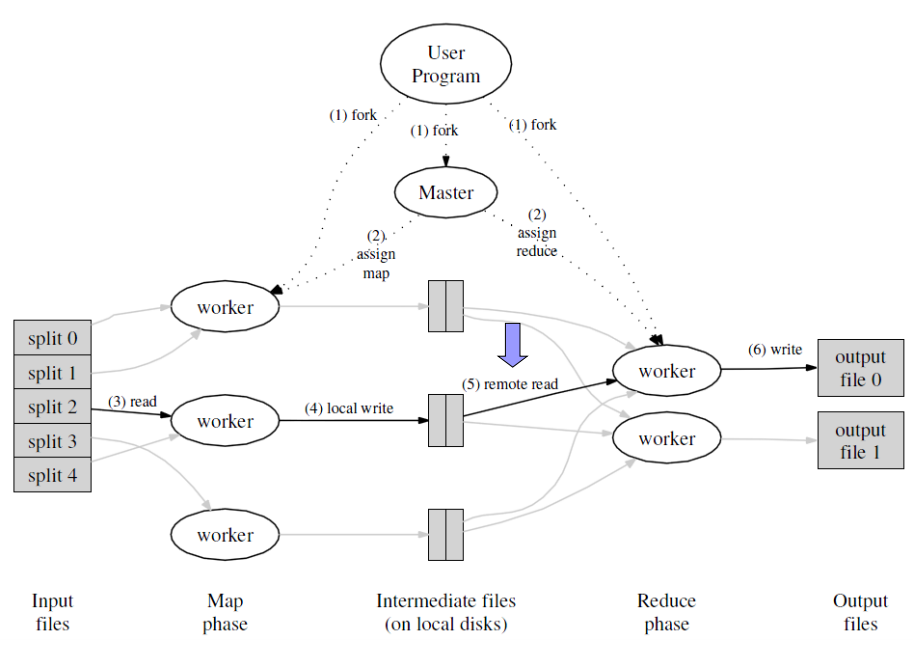 User
Program
(1) fork
(1) fork
(1) fork
Master
(2)
assign
map
(2)
assign
reduce
worker
split 0
split 1
split 2
split 3
split 4
(3) read
worker
(4) local write
(5) remote read
worker
(6) write
output
file 0
worker
output
file 1
worker
Input
files
Map
phase
Intermediate files
(on local disks)
Reduce
phase
Output
files